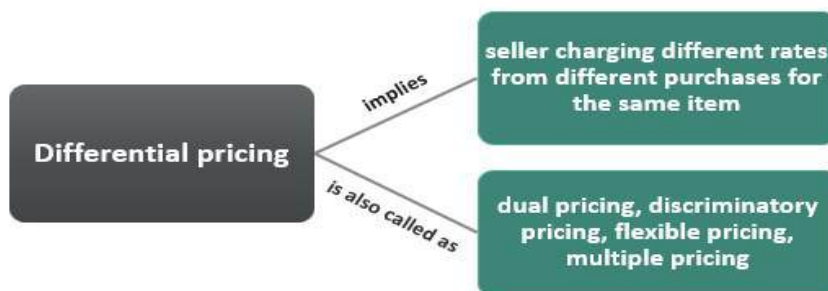 Differential pricing
implies
seller charging different rates
from different purchases for
the same item
is also called as
dual pricing, discriminatory
pricing, flexible pricing,
multiple pricing